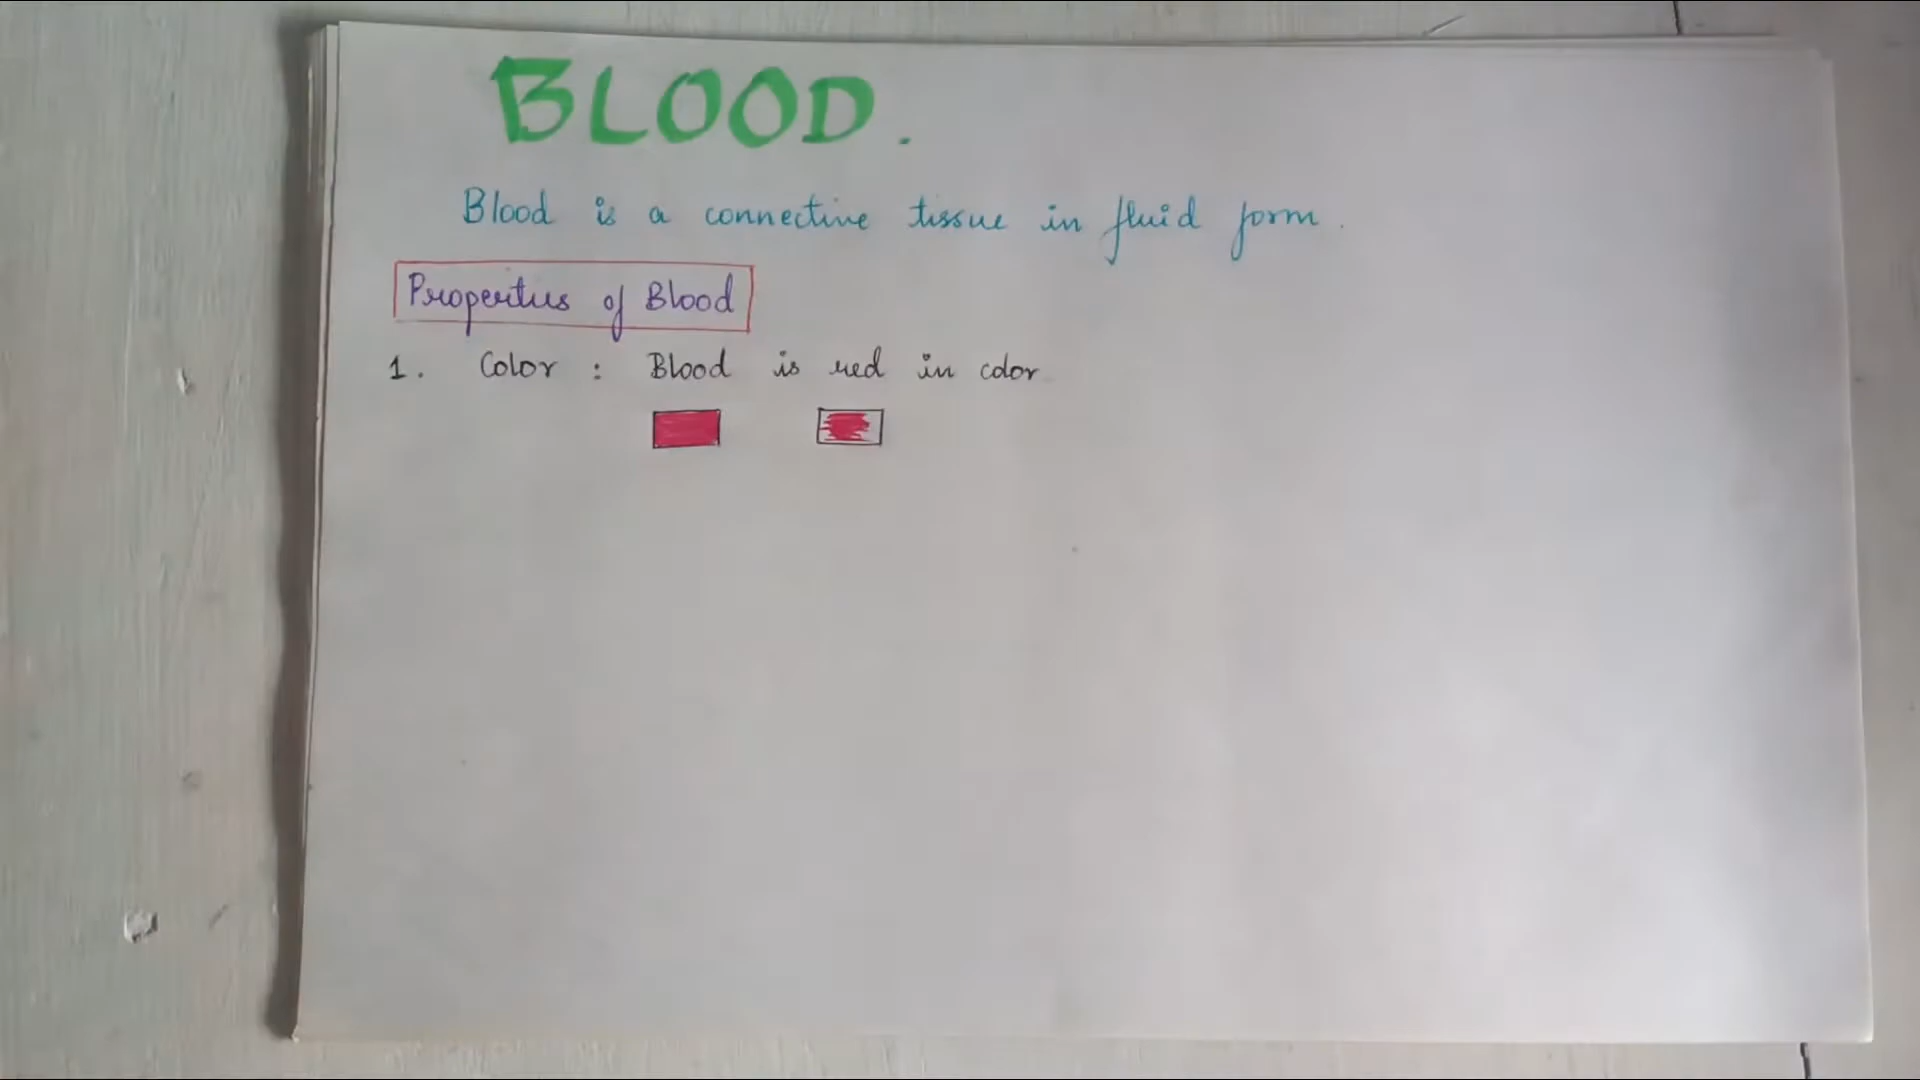 BLOOD.
Blood is a connective tissue in fluid form.
Properties of Blood
1. Color : Blood is red in color